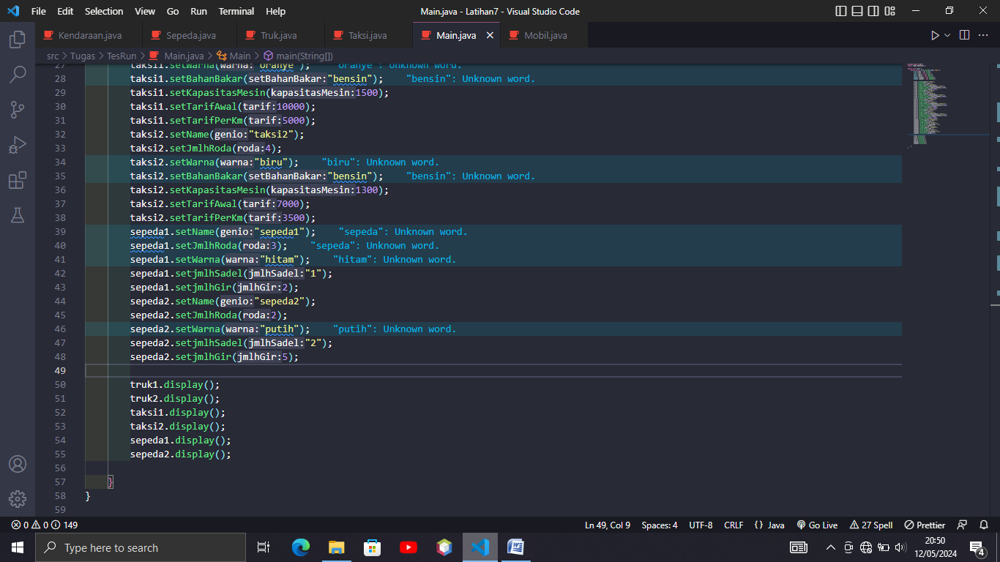 File Edit Selection View Go Run Terminal Help Main.java - Latihan7 - Visual Studio Code
Kendaraan.java Sepeda.java Truk.java Taksi.java Main.java Mobil.java
src > Tugas > TesRun > Main.java > Main > main(String[])
27 taksi1.setWarna(warna:"oranye"); "oranye": Unknown word.
28 taksi1.setBahanBakar(setBahanBakar:"bensin"); "bensin": Unknown word.
29 taksi1.setKapasitasMesin(kapasitasMesin:1500);
30 taksi1.setTarifAwal(tarif:10000);
31 taksi1.setTarifPerKm(tarif:5000);
32 taksi2.setName(genio:"taksi2");
33 taksi2.setJmlhRoda(roda:4);
34 taksi2.setWarna(warna:"biru"); "biru": Unknown word.
35 taksi2.setBahanBakar(setBahanBakar:"bensin"); "bensin": Unknown word.
36 taksi2.setKapasitasMesin(kapasitasMesin:1300);
37 taksi2.setTarifAwal(tarif:7000);
38 taksi2.setTarifPerKm(tarif:3500);
39 sepeda1.setName(genio:"sepeda1"); "sepeda": Unknown word.
40 sepeda1.setJmlhRoda(roda:3); "sepeda": Unknown word.
41 sepeda1.setWarna(warna:"hitam"); "hitam": Unknown word.
42 sepeda1.setjmlhSadel(jmlhSadel:"1");
43 sepeda1.setjmlhGir(jmlhGir:2);
44 sepeda2.setName(genio:"sepeda2");
45 sepeda2.setJmlhRoda(roda:2);
46 sepeda2.setWarna(warna:"putih"); "putih": Unknown word.
47 sepeda2.setjmlhSadel(jmlhSadel:"2");
48 sepeda2.setjmlhGir(jmlhGir:5);
49
50 truk1.display();
51 truk2.display();
52 taksi1.display();
53 taksi2.display();
54 sepeda1.display();
55 sepeda2.display();
56
57 }
58 }
59
0 0 149 Ln 49, Col 9 Spaces: 4 UTF-8 CRLF {} Java Go Live 27 Spell Prettier
Type here to search 20:50
12/05/2024 4